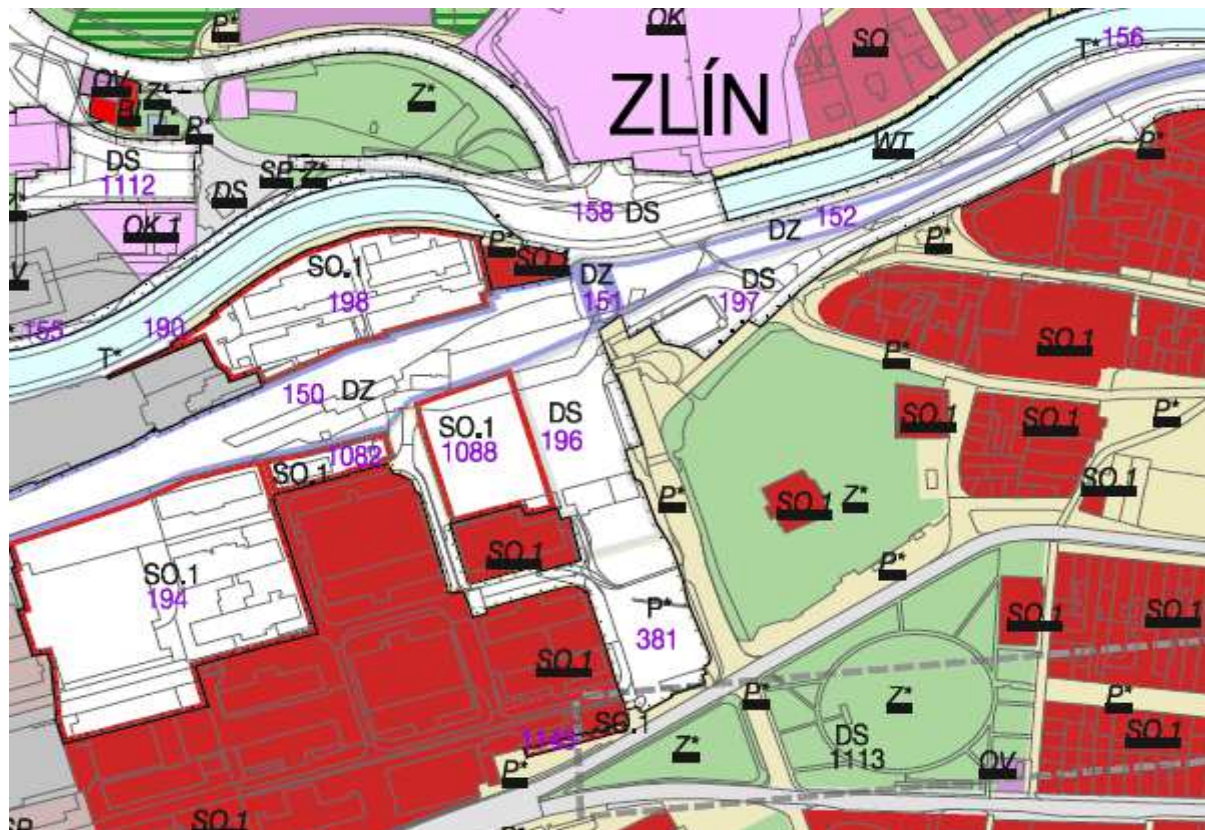 P*
OK
SO
ZLÍN
T* 156
OV
Z*
Z*
P*
WT
P*
DS
1112
SP Z*
DS
158 DS
152
OK.1
P*
SO.1
DZ
P*
SO.1
198
DZ
151
DS
197
155
190
T*
SO.1
P*
150 DZ
SO.1
1088
DS
196
SO.1
SO.1
P*
1082
SO.1
SO.1
P*
SO.1 Z*
SO.1
SO.1
194
P*
P*
381
SO.1
SO.1
SO.1
P*
Z*
P*
SO.1
1145
SO.1
DS
1113
Z*
OV
P*
SO.1
P*